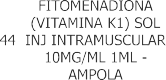 FITOMENADIONA
(VITAMINA K1) SOL
44 INJ INTRAMUSCULAR
10MG/ML 1ML -
AMPOLA